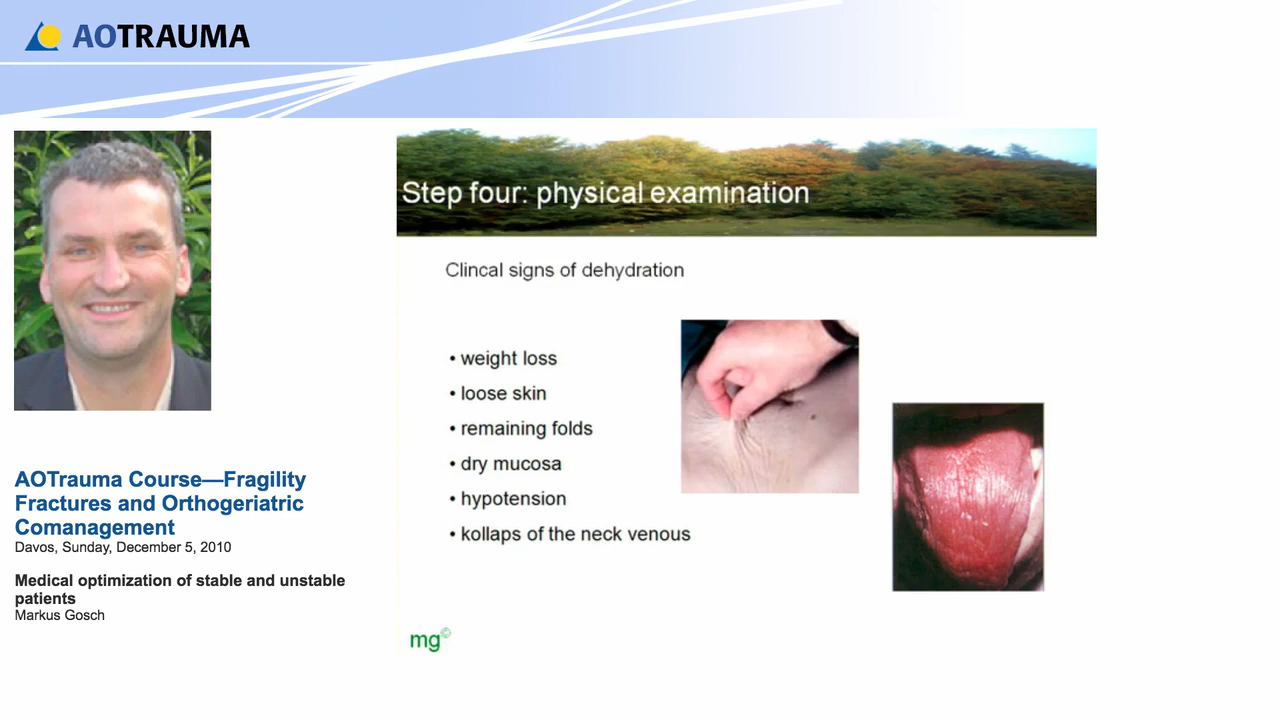 AOTRAUMA
Step four: physical examination
Clincal signs of dehydration
• weight loss
• loose skin
• remaining folds
• dry mucosa
• hypotension
• kollaps of the neck venous
mg©
AOTrauma Course—Fragility
Fractures and Orthogeriatric
Comanagement
Davos, Sunday, December 5, 2010
Medical optimization of stable and unstable
patients
Markus Gosch